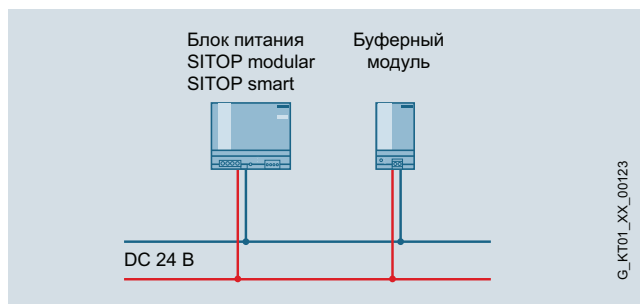 Блок питания
SITOP modular
SITOP smart
Буферный
модуль
DC 24 В
G_KT01_XX_00123